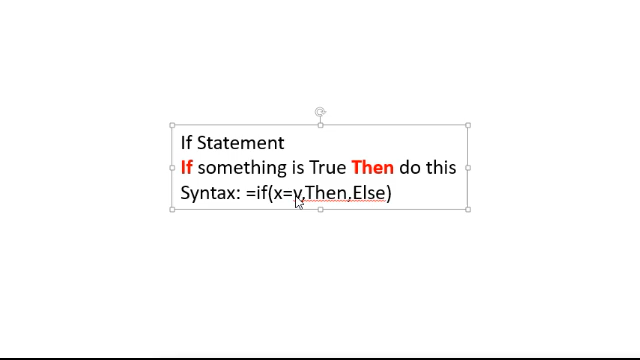 If Statement
If something is True Then do this
Syntax: =if(x=y,Then,Else)